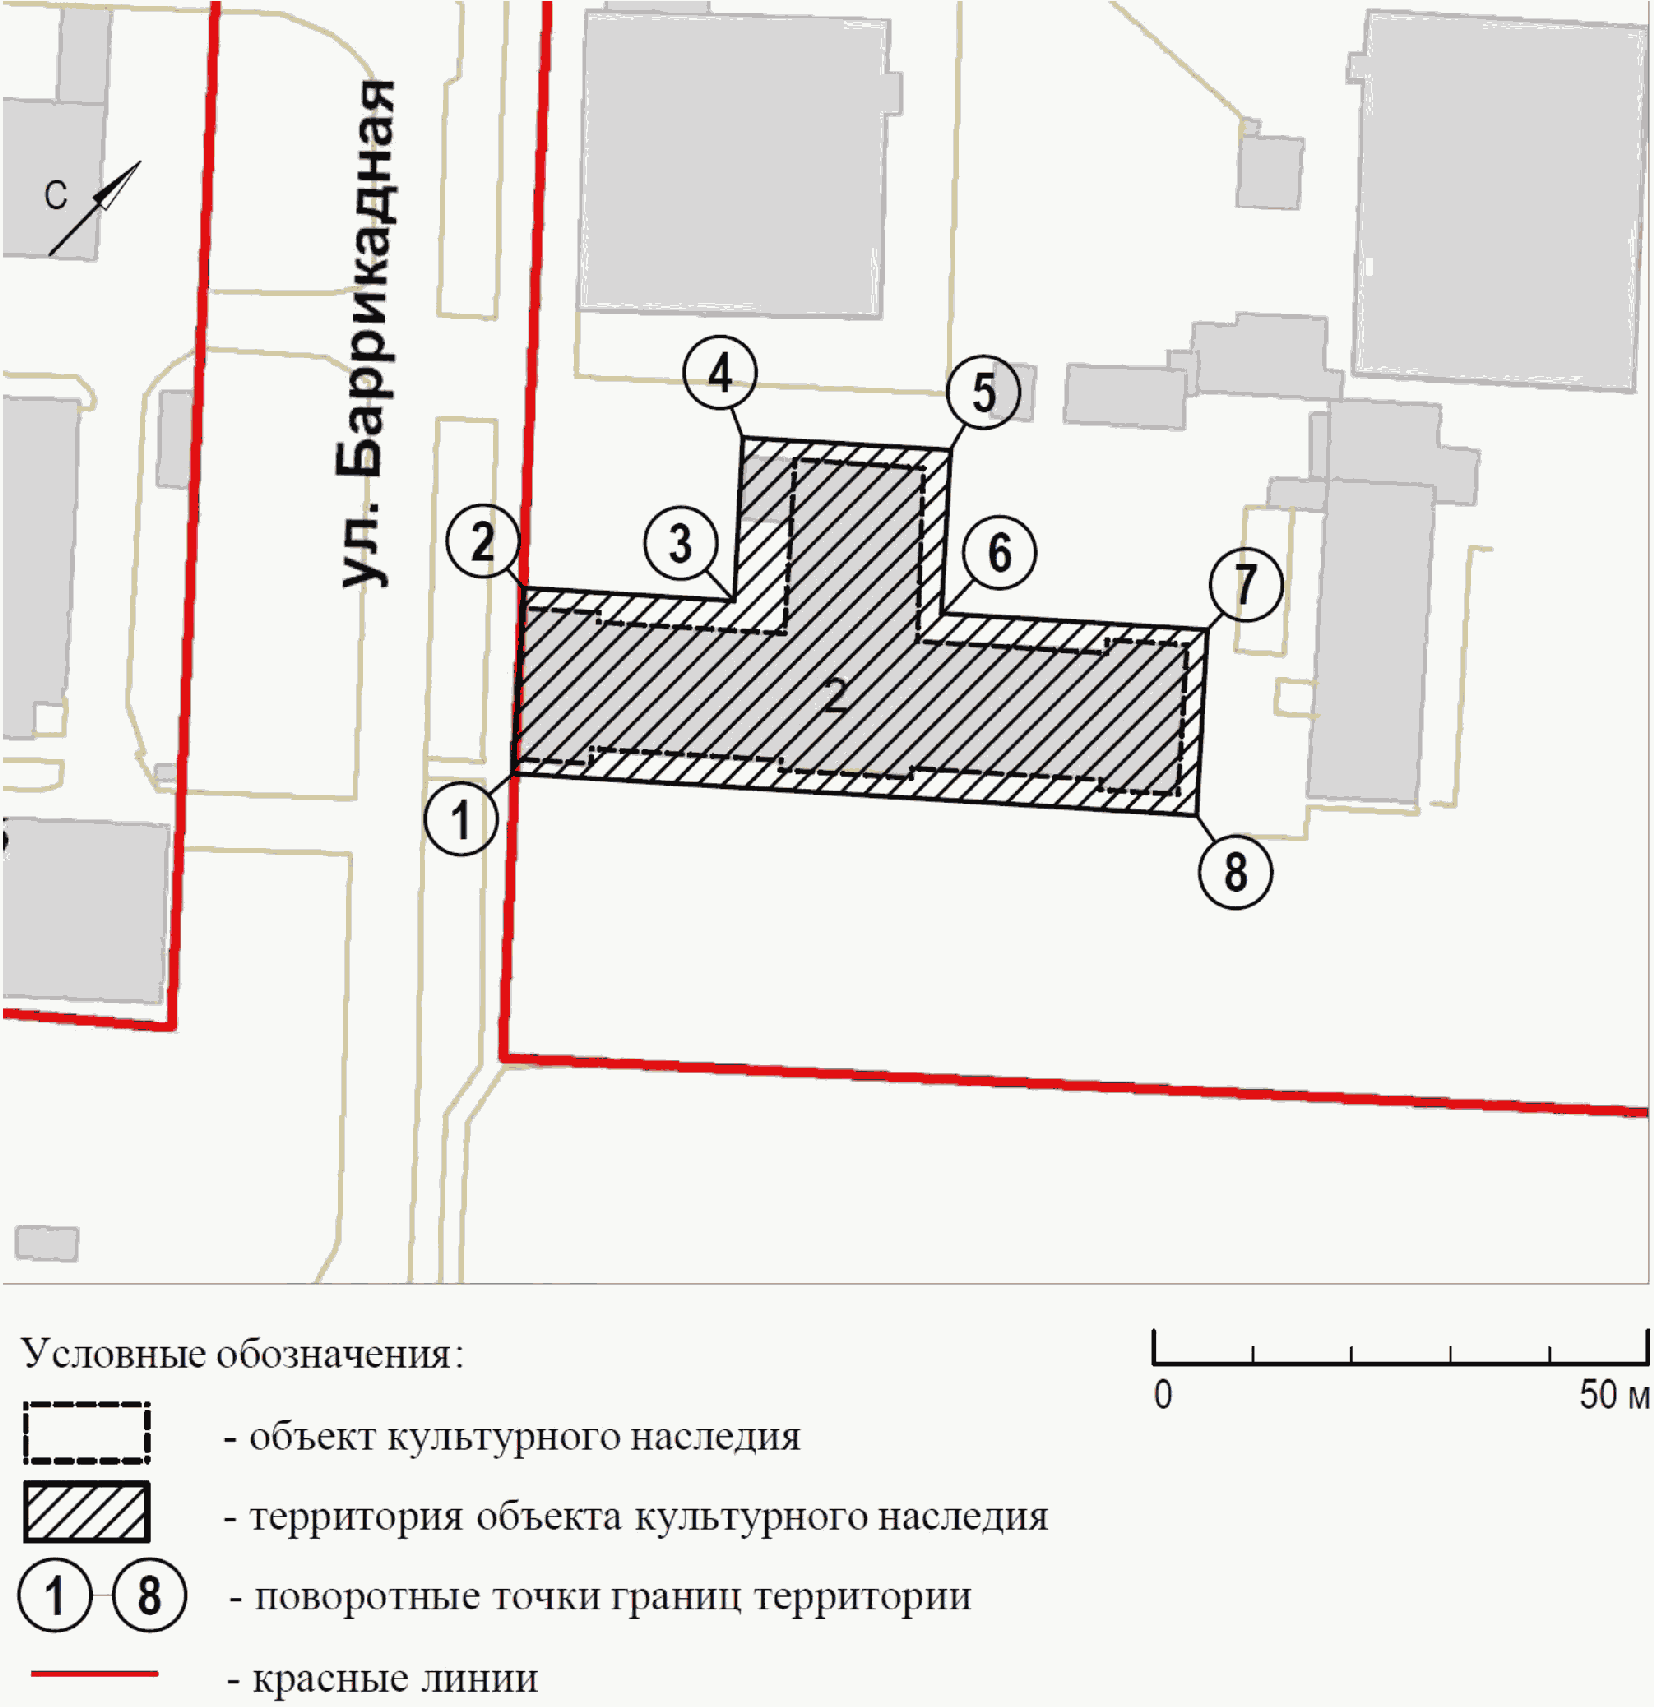 С
ул. Баррикадная
4
5
2
3
6
7
2
1
8
Условные обозначения:
0
50 м
- объект культурного наследия
- территория объекта культурного наследия
1 - 8 - поворотные точки границ территории
- красные линии